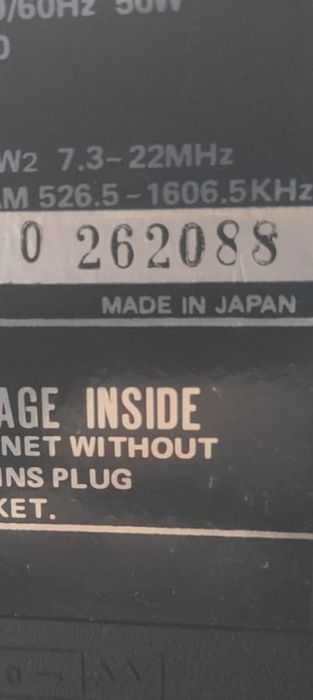 /60Hz 50W
0
W2 7.3–22MHz
AM 526.5–1606.5KHz
0 262088
MADE IN JAPAN
AGE INSIDE
NET WITHOUT
INS PLUG
KET.